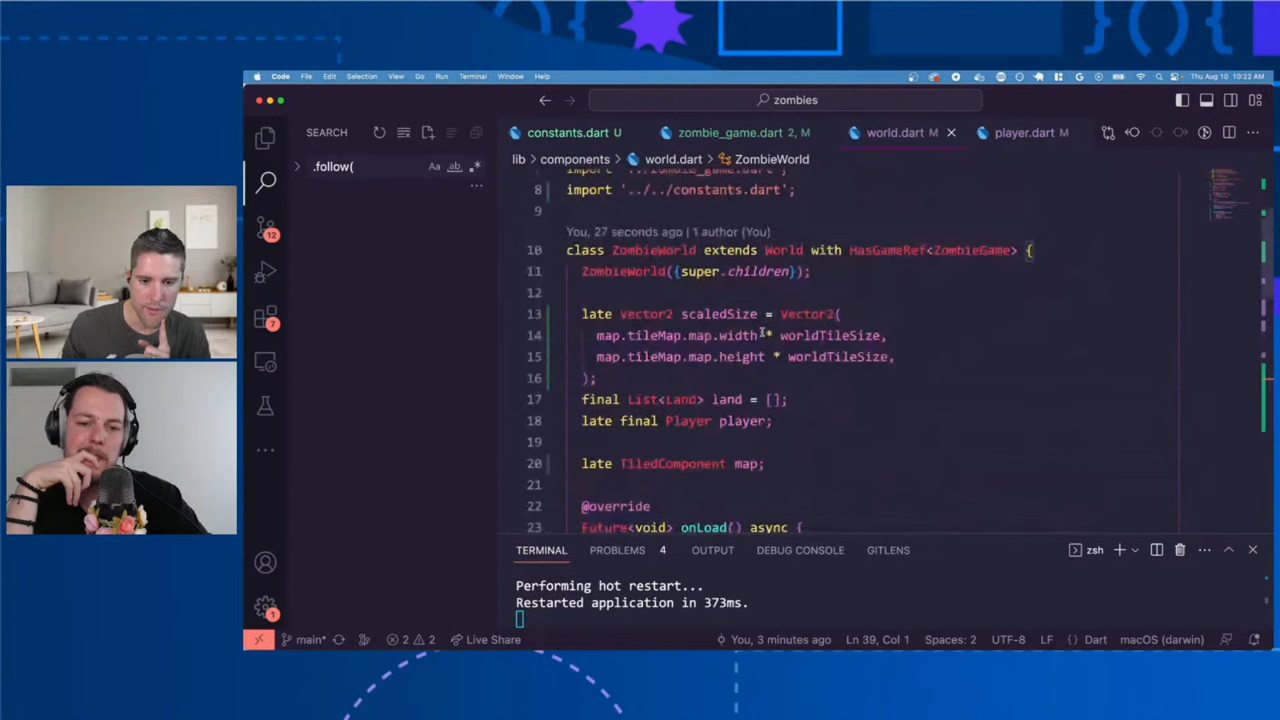 Code File Edit Selection View Go Run Terminal Window Help
Thu Aug 10 10:22 AM
zombies
SEARCH
constants.dart U
zombie_game.dart 2, M
world.dart M
player.dart M
.follow(
Aa ab
lib > components > world.dart > ZombieWorld
8 import '../../constants.dart';
9
You, 27 seconds ago | 1 author (You)
10 class ZombieWorld extends World with HasGameRef<ZombieGame> {
11 ZombieWorld({super.children});
12
13 late Vector2 scaledSize = Vector2(
14 map.tileMap.map.width * worldTileSize,
15 map.tileMap.map.height * worldTileSize,
16 );
17 final List<Land> land = [];
18 late final Player player;
19
20 late TiledComponent map;
21
22 @override
23 Future<void> onLoad() async {
12
7
1
TERMINAL PROBLEMS 4 OUTPUT DEBUG CONSOLE GITLENS
zsh
Performing hot restart...
Restarted application in 373ms.
main* 2 2 Live Share You, 3 minutes ago Ln 39, Col 1 Spaces: 2 UTF-8 LF { } Dart macOS (darwin)